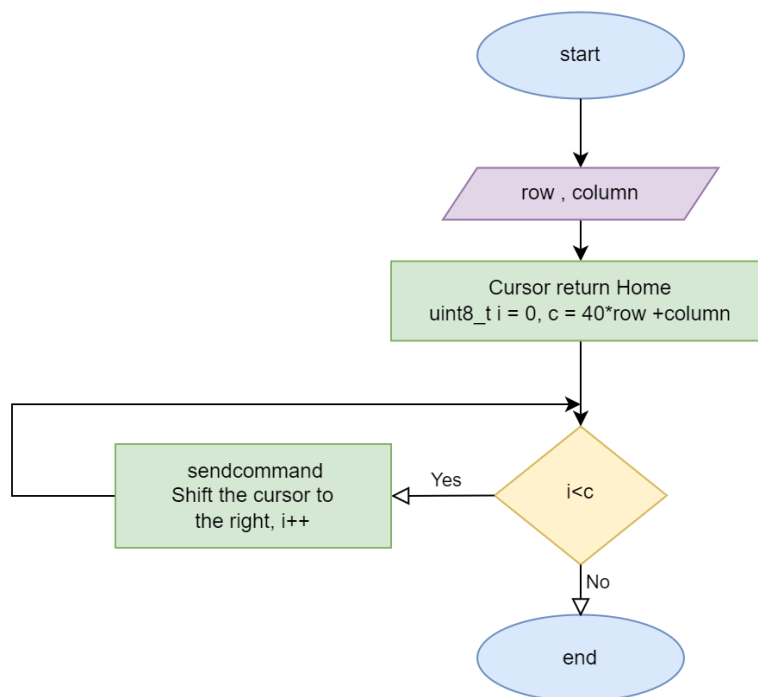 start
row , column
Cursor return Home
uint8_t i = 0, c = 40*row +column
i<c
Yes
sendcommand
Shift the cursor to
the right, i++
No
end